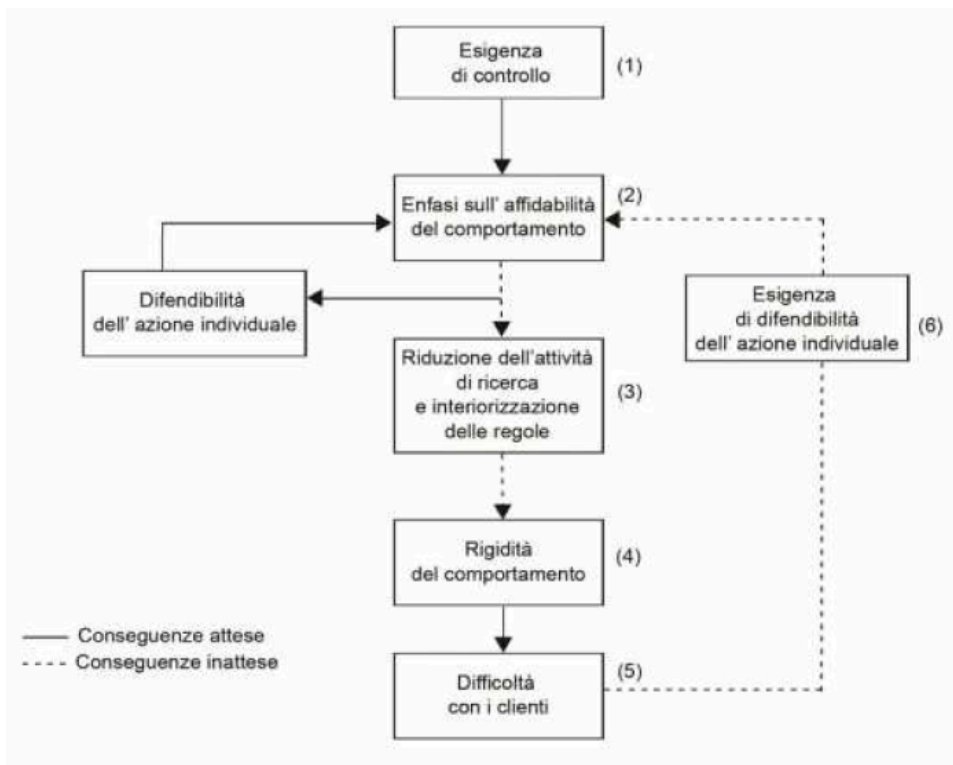 Esigenza
di controllo
(1)
Enfasi sull' affidabilità
del comportamento
(2)
Difendibilità
dell' azione individuale
Esigenza
di difendibilità
dell' azione individuale
(6)
Riduzione dell'attività
di ricerca
e interiorizzazione
delle regole
(3)
Rigidità
del comportamento
(4)
Conseguenze attese
Conseguenze inattese
Difficoltà
con i clienti
(5)